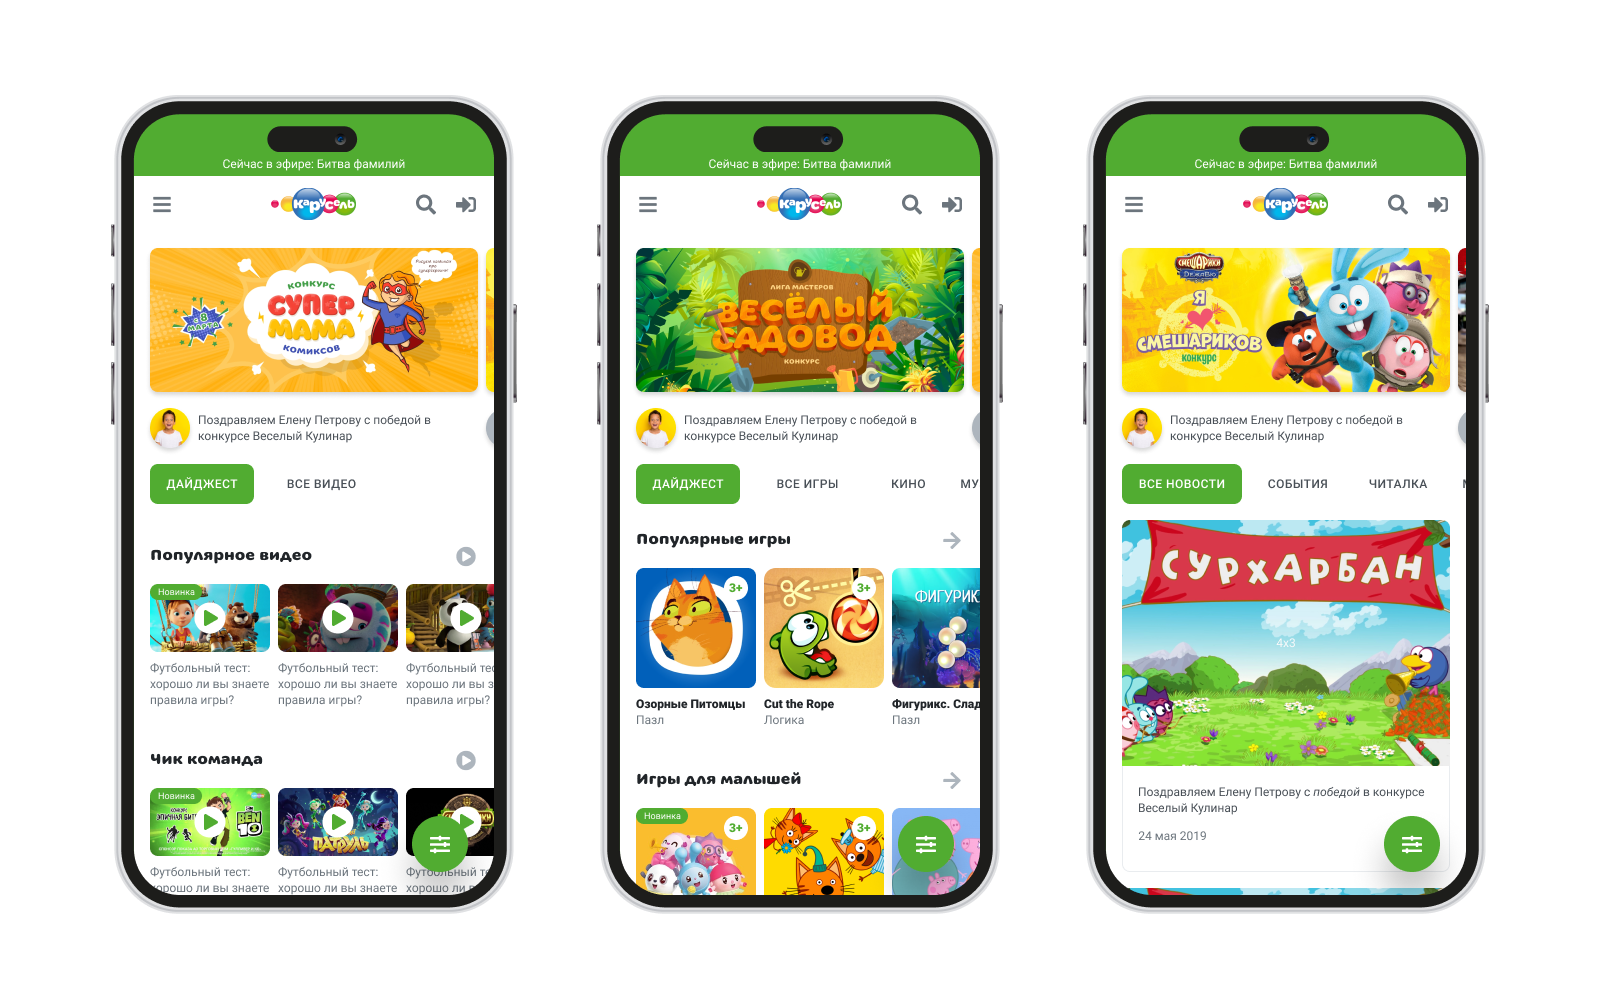 Сейчас в эфире: Битва фамилий
Карусель
КОНКУРС
СУПЕР
МАМА
КОМИКСОВ
8
МАРТА
Поздравляем Елену Петрову с победой в
конкурсе Веселый Кулинар
ДАЙДЖЕСТ
ВСЕ ВИДЕО
Популярное видео
Новинка
Футбольный тест:
хорошо ли вы знаете
правила игры?
Футбольный тест:
хорошо ли вы знаете
правила игры?
Футбольный тес
хорошо ли вы з
правила игры?
Чик команда
Новинка
КОНКУРС
ЭПИЧНАЯ БИТ
BEN
10
ПАТРУЛЬ
Футбольный тест:
хорошо ли вы знаете
Футбольный тест:
хорошо ли вы знаете
Футбольный те
хорошо ли
Сейчас в эфире: Битва фамилий
Карусель
ЛИГА МАСТЕРОВ
ВЕСЁЛЫЙ
САДОВОД
КОНКУРС
Поздравляем Елену Петрову с победой в
конкурсе Веселый Кулинар
ДАЙДЖЕСТ
ВСЕ ИГРЫ
КИНО
МУ
Популярные игры
3+
3+
ФИГУРИК
Озорные Питомцы
Пазл
Cut the Rope
Логика
Фигурикс. Слад
Пазл
Игры для малышей
Новинка
3+
3+
Сейчас в эфире: Битва фамилий
Карусель
СМЕШАРИКИ
ДЕЖАВЮ
Я
СМЕШАРИКОВ
конкурс
Поздравляем Елену Петрову с победой в
конкурсе Веселый Кулинар
ВСЕ НОВОСТИ
СОБЫТИЯ
ЧИТАЛКА
СУРХАРБАН
4x3
Поздравляем Елену Петрову с победой в конкурсе
Веселый Кулинар
24 мая 2019